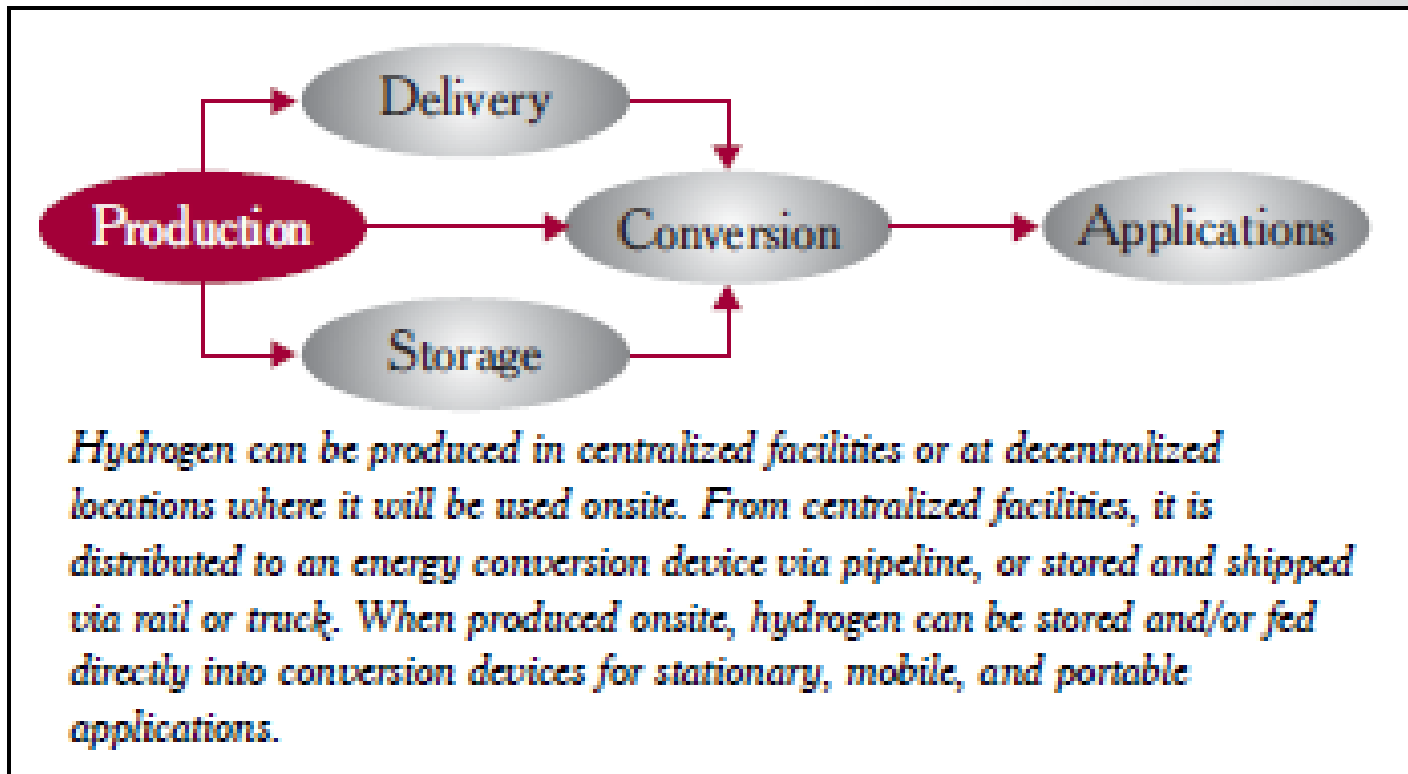 Delivery
Production
Conversion
Applications
Storage
Hydrogen can be produced in centralized facilities or at decentralized
locations where it will be used onsite. From centralized facilities, it is
distributed to an energy conversion device via pipeline, or stored and shipped
via rail or truck. When produced onsite, hydrogen can be stored and/or fed
directly into conversion devices for stationary, mobile, and portable
applications.